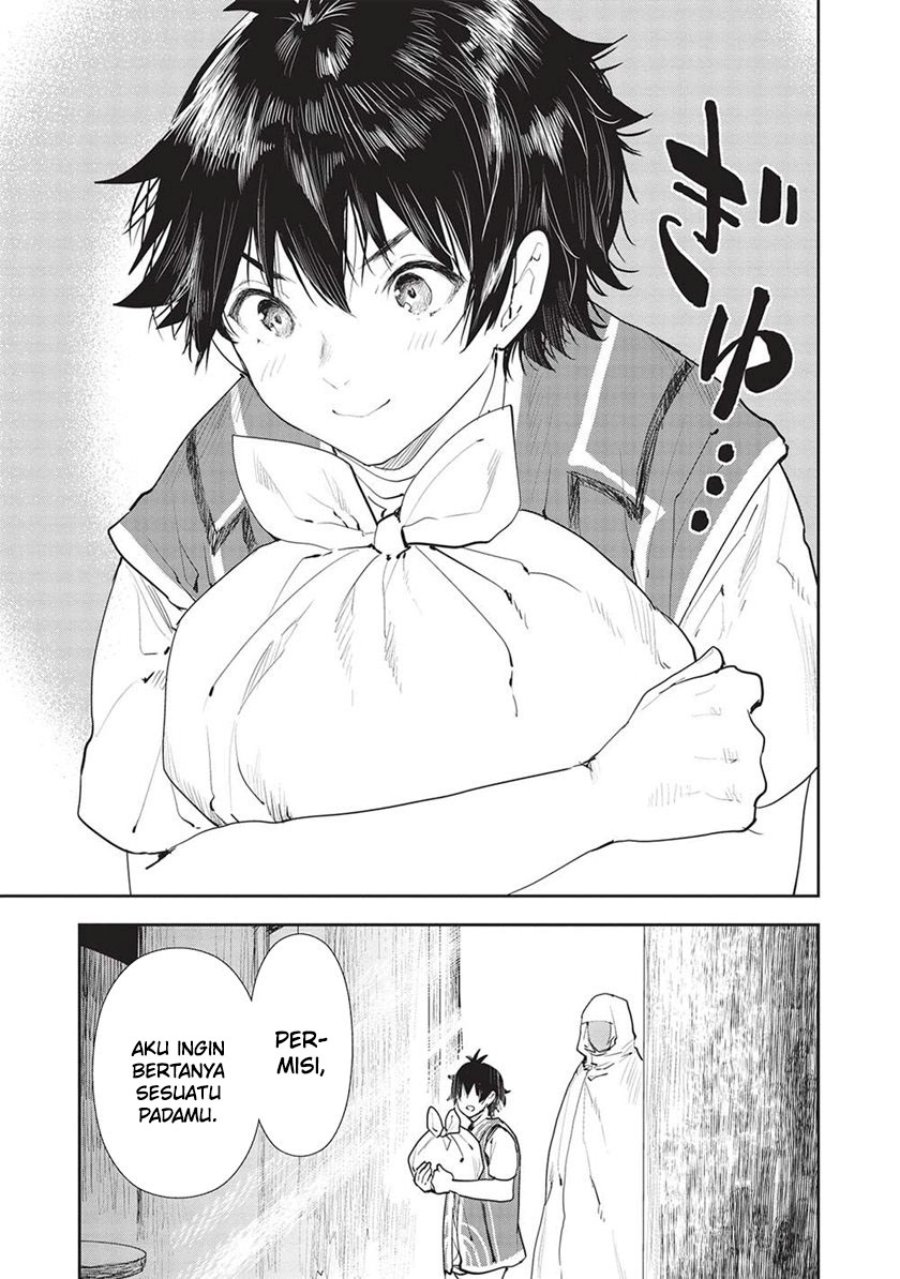 ぎゅ…
PER-
MISI,
AKU INGIN
BERTANYA
SESUATU
PADAMU.